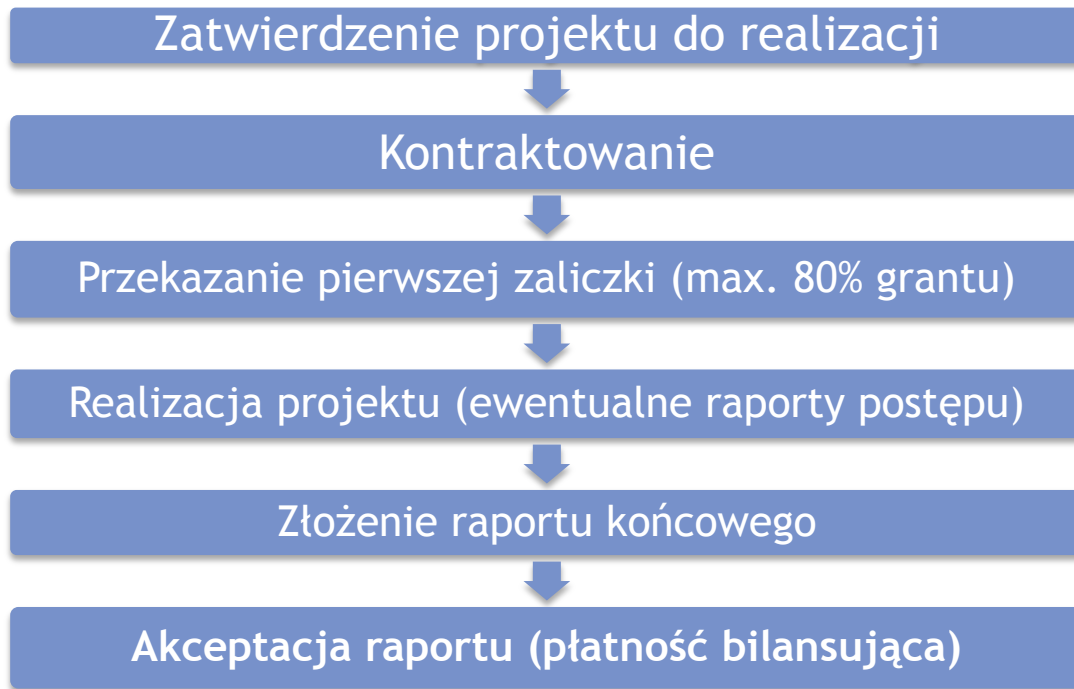 Zatwierdzenie projektu do realizacji
Kontraktowanie
Przekazanie pierwszej zaliczki (max. 80% grantu)
Realizacja projektu (ewentualne raporty postępu)
Złożenie raportu końcowego
Akceptacja raportu (płatność bilansująca)